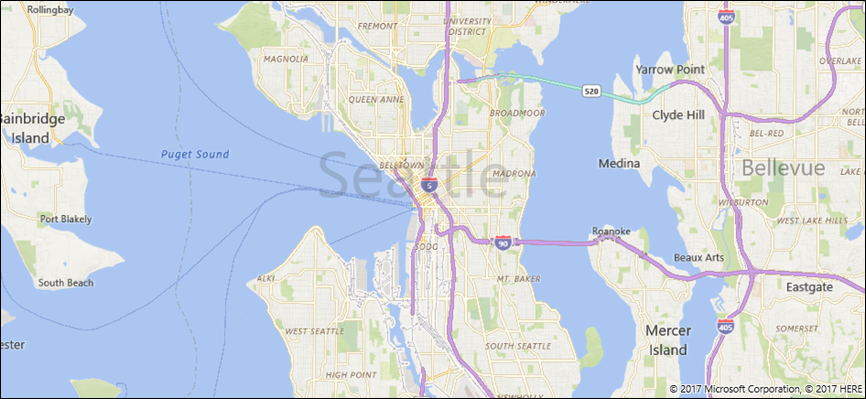 Rollingbay
FREMONT
UNIVERSITY
DISTRICT
WINDERMERE
405
OVERLAKE
MAGNOLIA
Yarrow Point
QUEEN ANNE
520
BROADMOOR
Clyde Hill
Bainbridge
Island
BEL-RED
Puget Sound
BELLTOWN
Medina
Seattle
MADRONA
Bellevue
5
WILBURTON
WEST LAKE HILLS
Port Blakely
Roanoke
SODO
90
Beaux Arts
ALKI
MT. BAKER
South Beach
Eastgate
WEST SEATTLE
Mercer
Island
405
SOMERSET
SOUTH SEATTLE
HIGH POINT
NEWHOLLY
© 2017 Microsoft Corporation, © 2017 HERE